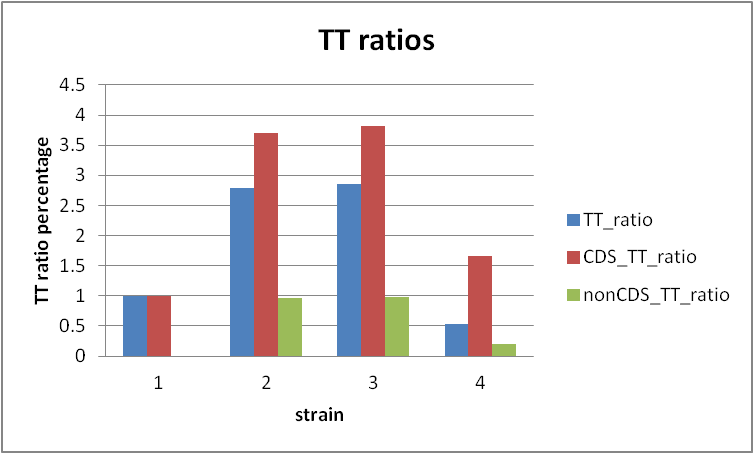 TT ratios
TT ratio percentage
4.5
4
3.5
3
2.5
2
1.5
1
0.5
0
1 2 3 4
strain
TT_ratio
CDS_TT_ratio
nonCDS_TT_ratio